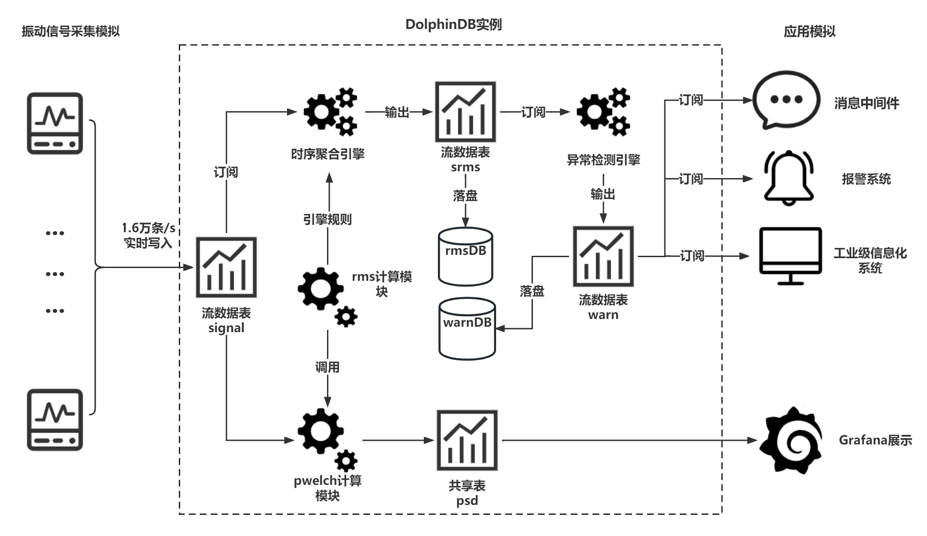 振动信号采集模拟
DolphinDB实例
应用模拟
订阅
时序聚合引擎
输出
流数据表
srms
订阅
异常检测引擎
订阅
消息中间件
订阅
报警系统
落盘
输出
引擎规则
1.6万条/s
实时写入
rmsDB
订阅
工业级信息化
系统
流数据表
signal
rms计算模
块
落盘
流数据表
warn
warnDB
调用
pwelch计算
模块
共享表
psd
Grafana展示